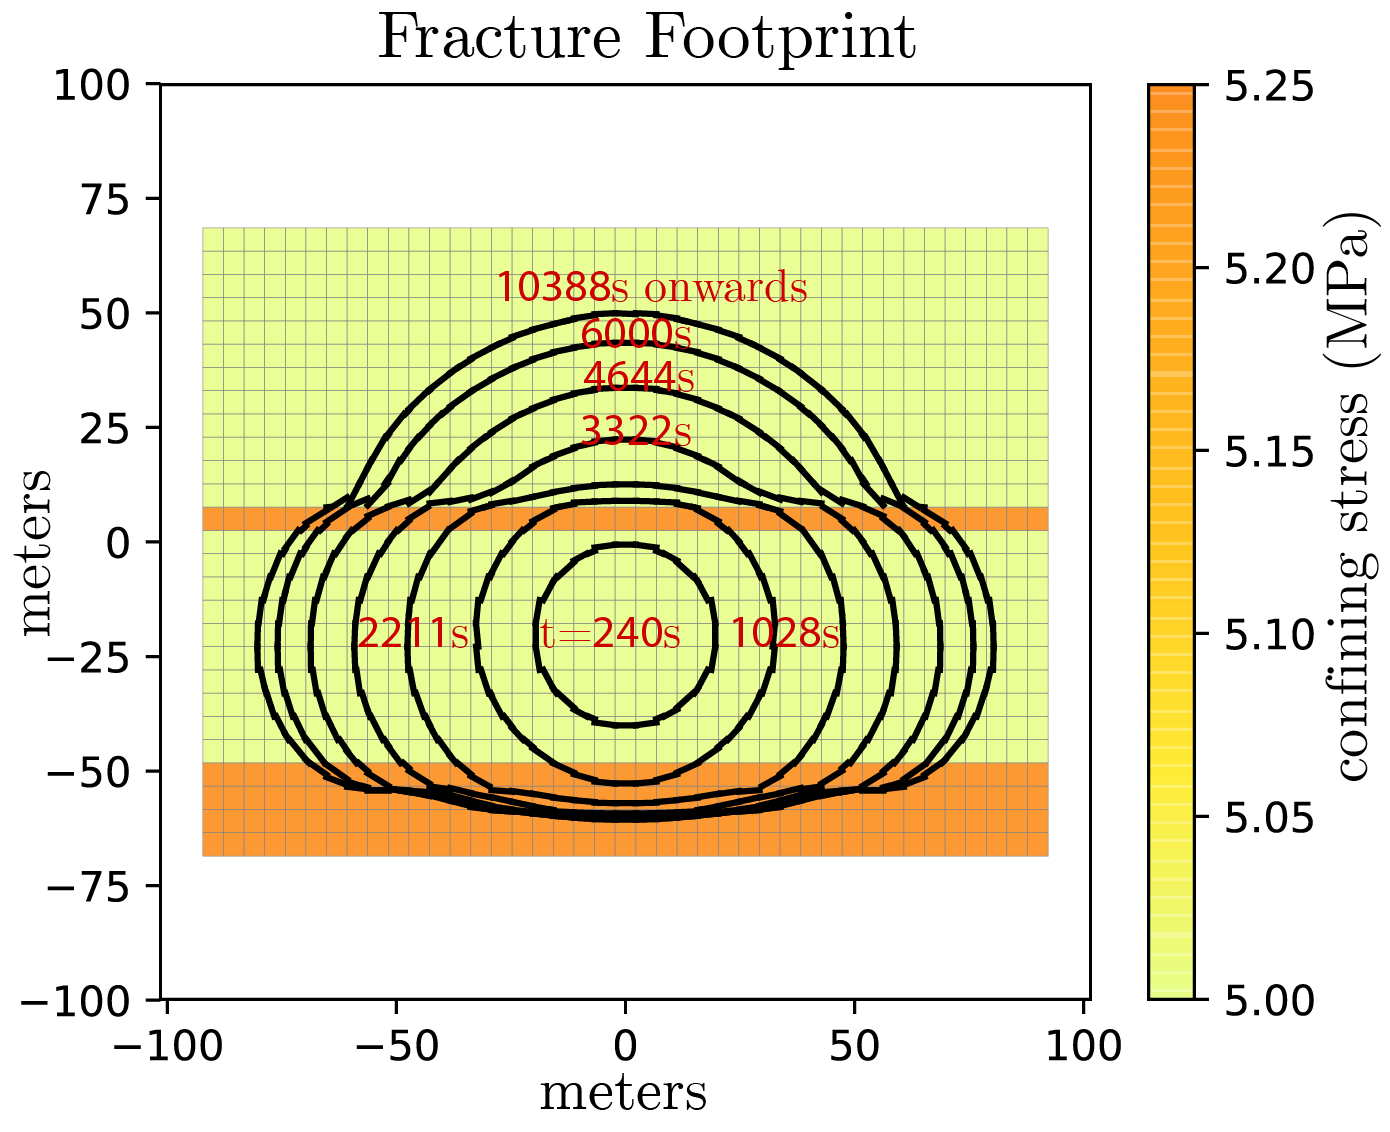 Fracture Footprint
100
75
50
25
0
−25
−50
−75
−100
meters
10388s onwards
6000s
4644s
3322s
2211s
t=240s
1028s
−100
−50
0
50
100
meters
5.25
5.20
5.15
5.10
5.05
5.00
confining stress (MPa)